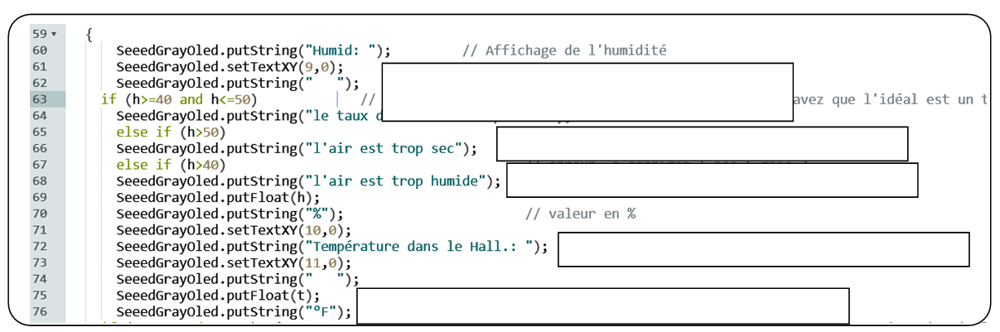 59 {
60 SeeedGrayOled.putString("Humid: "); // Affichage de l'humidité
61 SeeedGrayOled.setTextXY(9,0);
62 SeeedGrayOled.putString("   ");
63 if (h>=40 and h<=50) // avez que l'idéal est un t
64 SeeedGrayOled.putString("le taux
65 else if (h>50)
66 SeeedGrayOled.putString("l'air est trop sec");
67 else if (h>40)
68 SeeedGrayOled.putString("l'air est trop humide");
69 SeeedGrayOled.putFloat(h);
70 SeeedGrayOled.putString("%"); // valeur en %
71 SeeedGrayOled.setTextXY(10,0);
72 SeeedGrayOled.putString("Température dans le Hall.: ");
73 SeeedGrayOled.setTextXY(11,0);
74 SeeedGrayOled.putString("   ");
75 SeeedGrayOled.putFloat(t);
76 SeeedGrayOled.putString("°F");